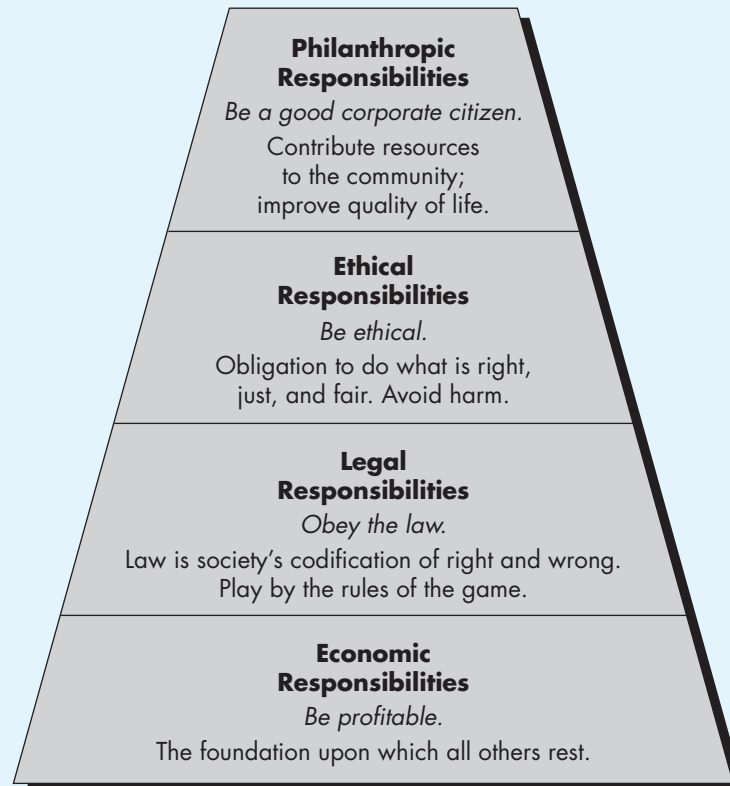 Philanthropic
Responsibilities
Be a good corporate citizen.
Contribute resources
to the community;
improve quality of life.
Ethical
Responsibilities
Be ethical.
Obligation to do what is right,
just, and fair. Avoid harm.
Legal
Responsibilities
Obey the law.
Law is society’s codification of right and wrong.
Play by the rules of the game.
Economic
Responsibilities
Be profitable.
The foundation upon which all others rest.